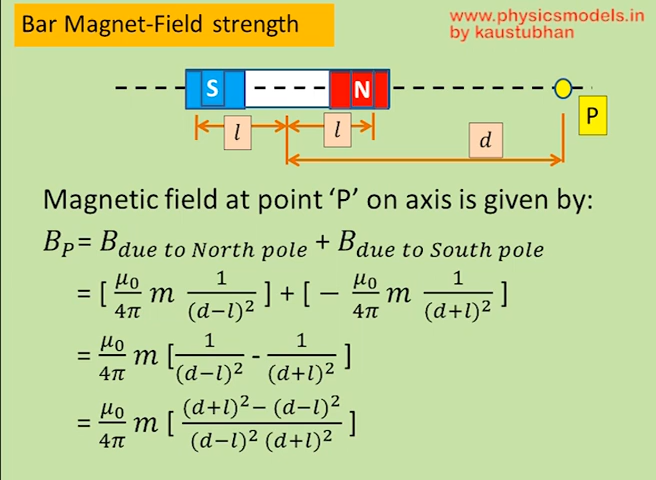 Bar Magnet-Field strength
www.physicsmodels.in
by kaustubhan
S N
P
l l d
Magnetic field at point ‘P’ on axis is given by:
B_P = B_due to North pole + B_due to South pole
= [ μ₀/4π m 1/(d−l)² ] + [ − μ₀/4π m 1/(d+l)² ]
= μ₀/4π m [ 1/(d−l)² - 1/(d+l)² ]
= μ₀/4π m [ (d+l)² − (d−l)² / (d−l)² (d+l)² ]